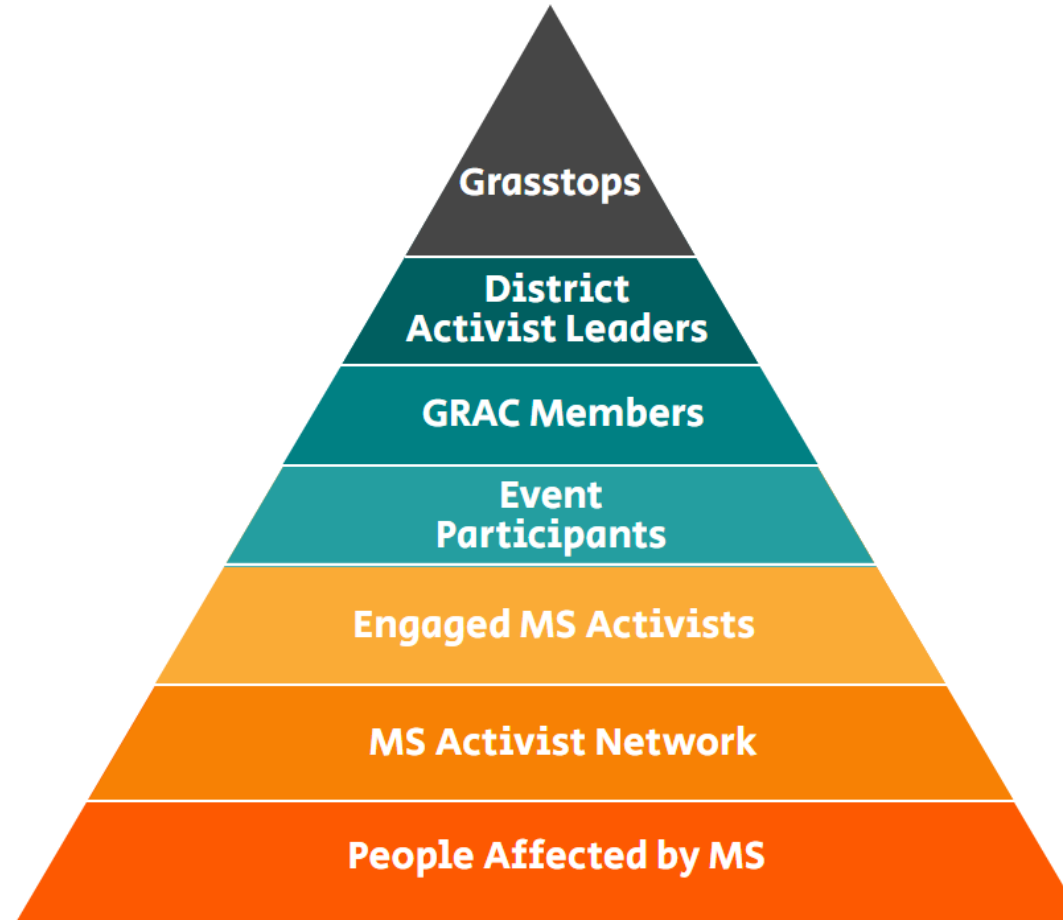 Grasstops
District
Activist Leaders
GRAC Members
Event
Participants
Engaged MS Activists
MS Activist Network
People Affected by MS